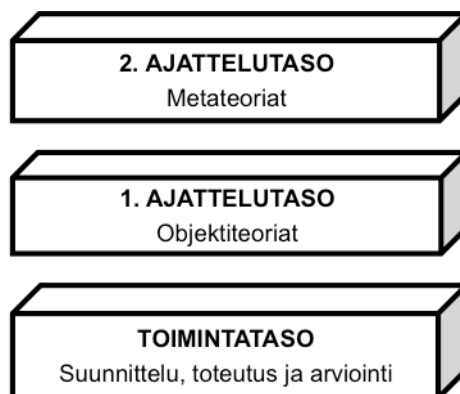 2. AJATTELUTASO
Metateoriat
1. AJATTELUTASO
Objektiteoriat
TOIMINTATASO
Suunnittelu, toteutus ja arviointi